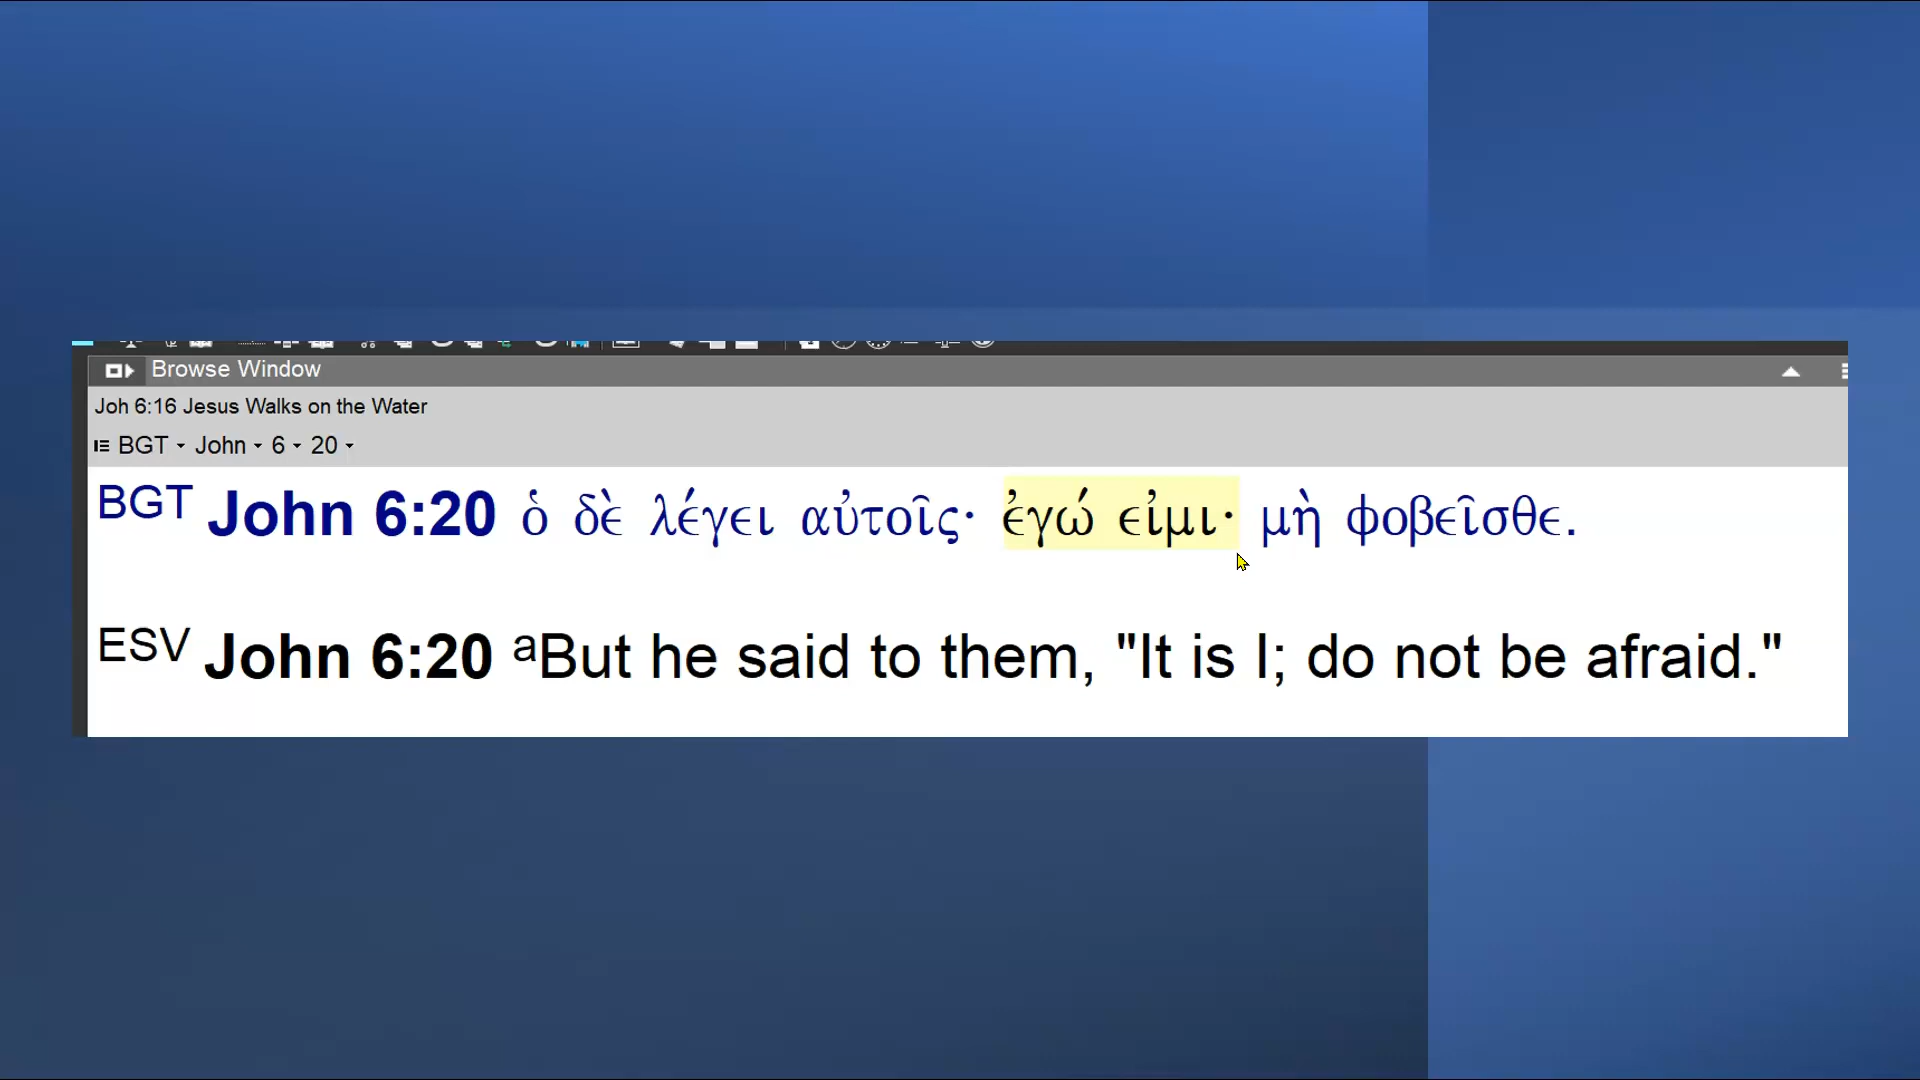 Browse Window
Joh 6:16 Jesus Walks on the Water
BGT John 6 20
BGT John 6:20 ὁ δὲ λέγει αὐτοῖς· ἐγώ εἰμι· μὴ φοβεῖσθε.
ESV John 6:20 aBut he said to them, "It is I; do not be afraid."